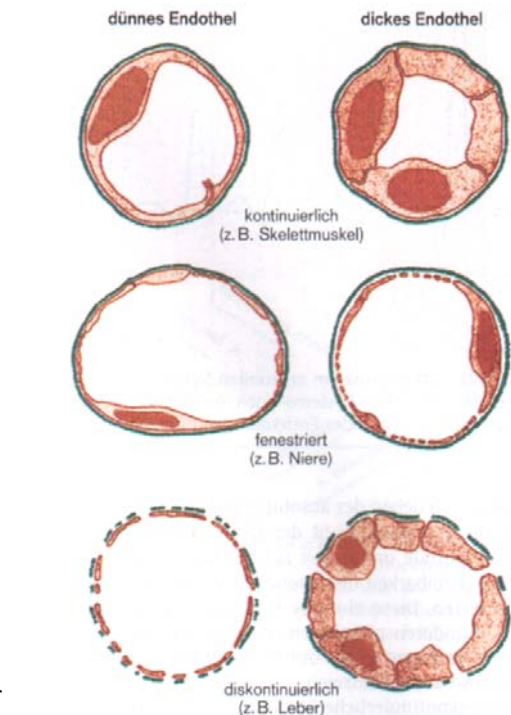 dünnes Endothel
dickes Endothel
kontinuierlich
(z. B. Skelettmuskel)
fenestriert
(z. B. Niere)
diskontinuierlich
(z. B. Leber)